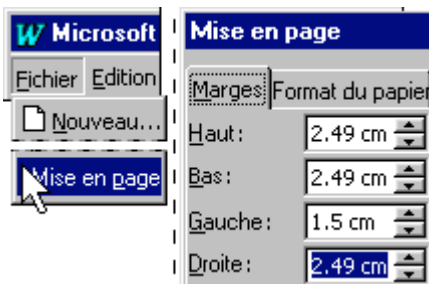 W Microsoft
Fichier Edition
Nouveau...
Mise en page
Mise en page
Marges Format du papier
Haut: 2.49 cm
Bas: 2.49 cm
Gauche: 1.5 cm
Droite: 2.49 cm